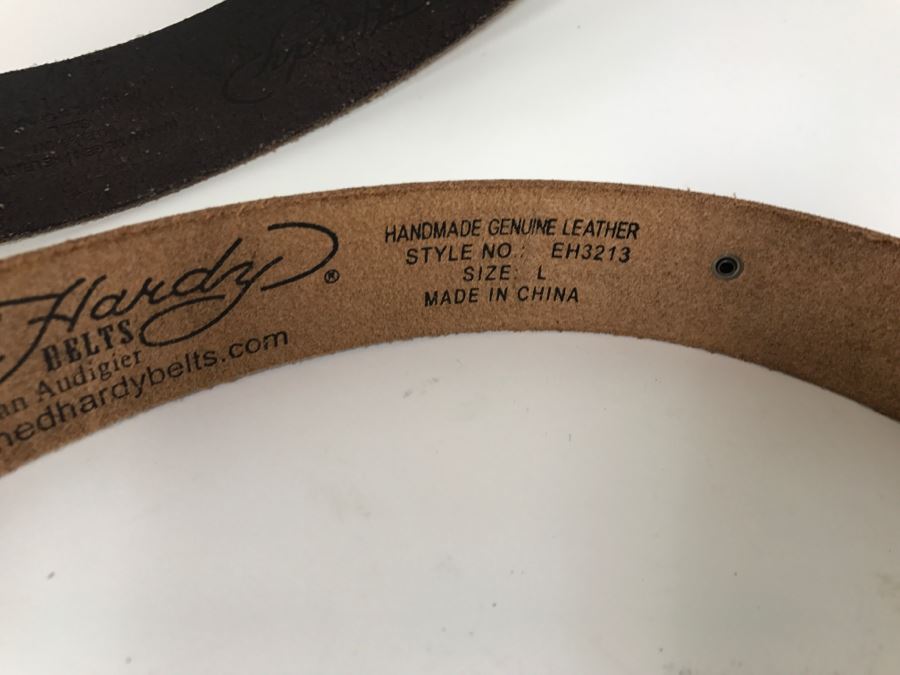 Hardy ®
BELTS
an Audigier
nedhardybelts.com
HANDMADE GENUINE LEATHER
STYLE NO.: EH3213
SIZE: L
MADE IN CHINA